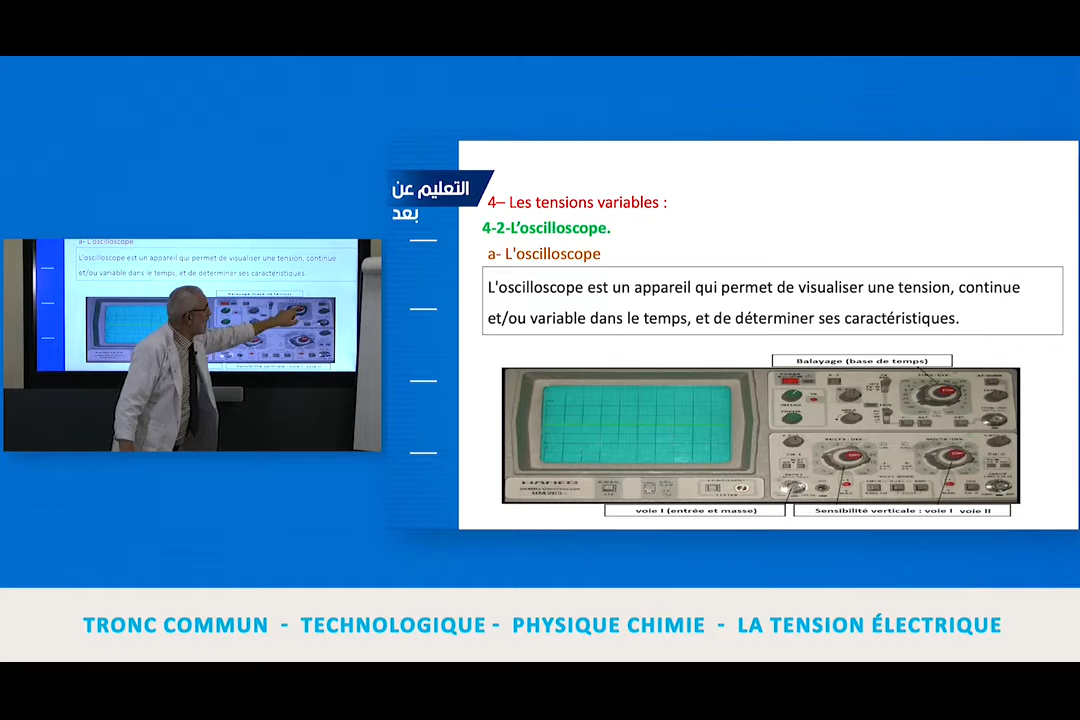 التعليم عن
بعد
4– Les tensions variables :
4-2-L’oscilloscope.
a- L'oscilloscope
L'oscilloscope est un appareil qui permet de visualiser une tension, continue
et/ou variable dans le temps, et de déterminer ses caractéristiques.
Balayage (base de temps)
HAMEG
HM203-
voie I (entrée et masse)
Sensibilité verticale : voie I voie II
a- L'oscilloscope
L'oscilloscope est un appareil qui permet de visualiser une tension, continue
et/ou variable dans le temps, et de déterminer ses caractéristiques.
TRONC COMMUN - TECHNOLOGIQUE - PHYSIQUE CHIMIE - LA TENSION ÉLECTRIQUE